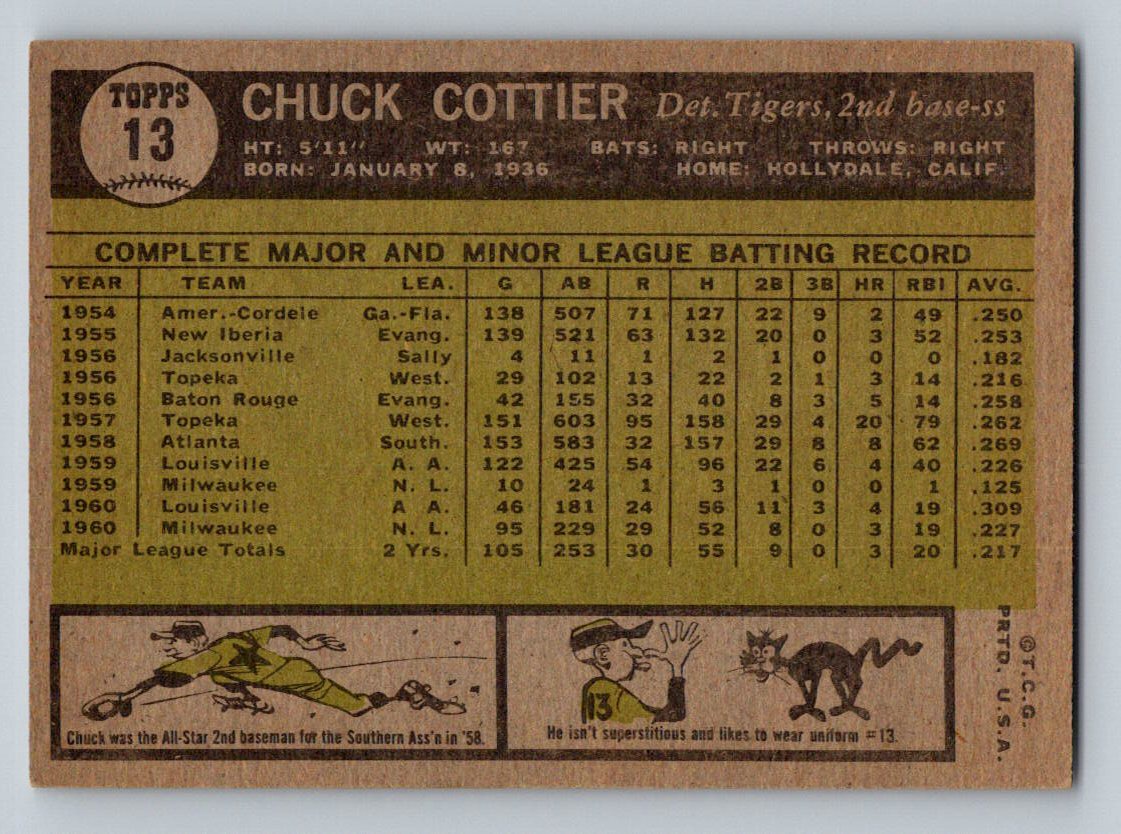 TOPPS
13
CHUCK COTTIER Det. Tigers, 2nd base-ss
HT: 5'11" WT: 167 BATS: RIGHT THROWS: RIGHT
BORN: JANUARY 8, 1936 HOME: HOLLYDALE, CALIF.
COMPLETE MAJOR AND MINOR LEAGUE BATTING RECORD
YEAR TEAM LEA. G AB R H 2B 3B HR RBI AVG.
1954 Amer.-Cordele Ga.-Fla. 138 507 71 127 22 9 2 49 .250
1955 New Iberia Evang. 139 521 63 132 20 0 3 52 .253
1956 Jacksonville Sally 4 11 1 2 1 0 0 0 .182
1956 Topeka West. 29 102 13 22 2 1 3 14 .216
1956 Baton Rouge Evang. 42 155 32 40 8 3 5 14 .258
1957 Topeka West. 151 603 95 158 29 4 20 79 .262
1958 Atlanta South. 153 583 32 157 29 8 8 62 .269
1959 Louisville A. A. 122 425 54 96 22 6 4 40 .226
1959 Milwaukee N. L. 10 24 1 3 1 0 0 1 .125
1960 Louisville A A. 46 181 24 56 11 3 4 19 .309
1960 Milwaukee N. L. 95 229 29 52 8 0 3 19 .227
Major League Totals 2 Yrs. 105 253 30 55 9 0 3 20 .217
Chuck was the All-Star 2nd baseman for the Southern Ass'n in '58.
13
He isn't superstitious and likes to wear uniform #13.
©T.C.G.
PRTD. U.S.A.